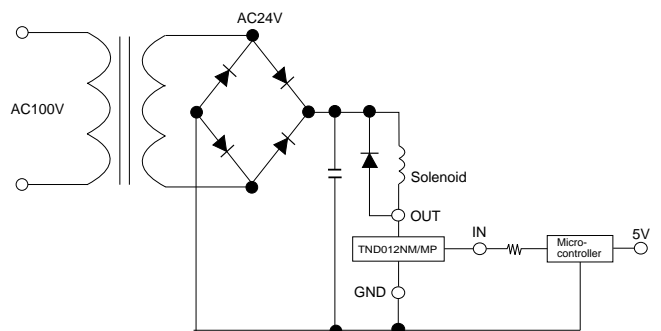 AC24V
AC100V
Solenoid
OUT
TND012NM/MP
IN
Micro-
controller
5V
GND